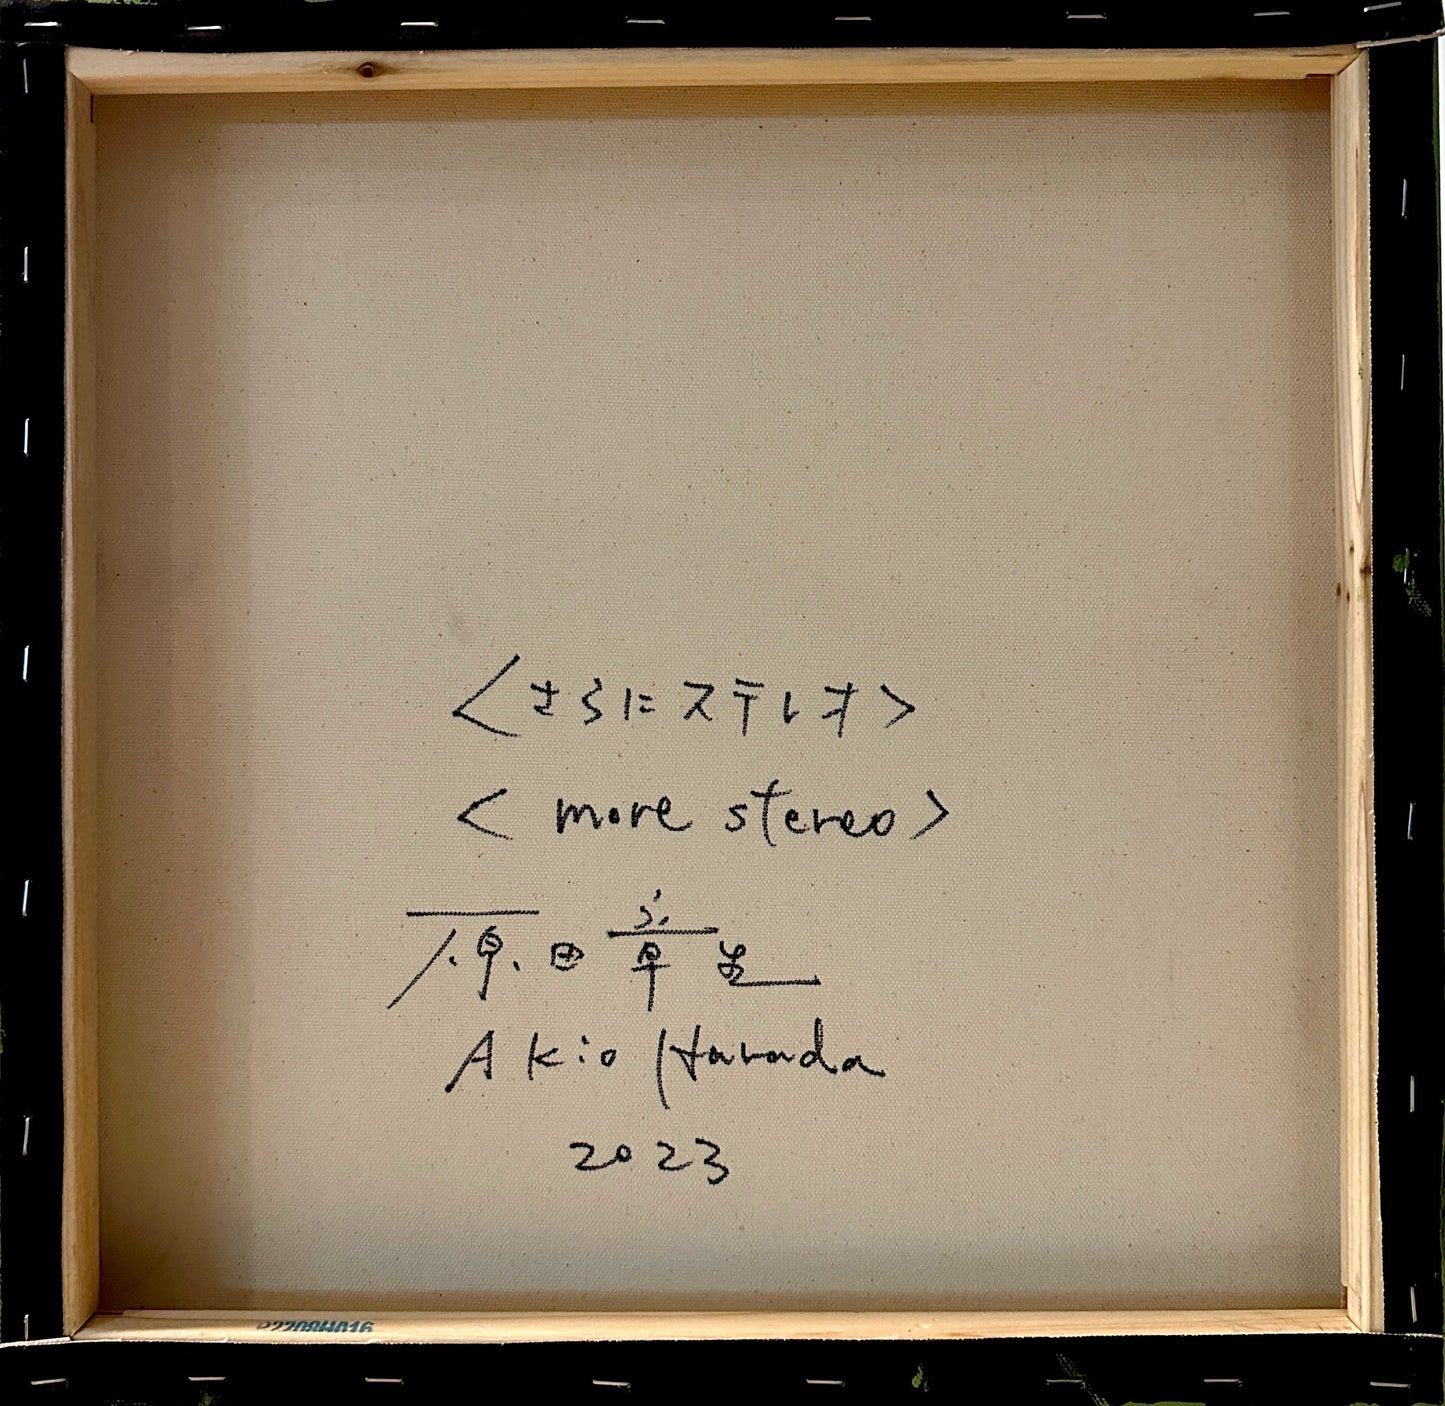 <さらにステレオ>
< more stereo>
原田章生
Akio Harada
2023